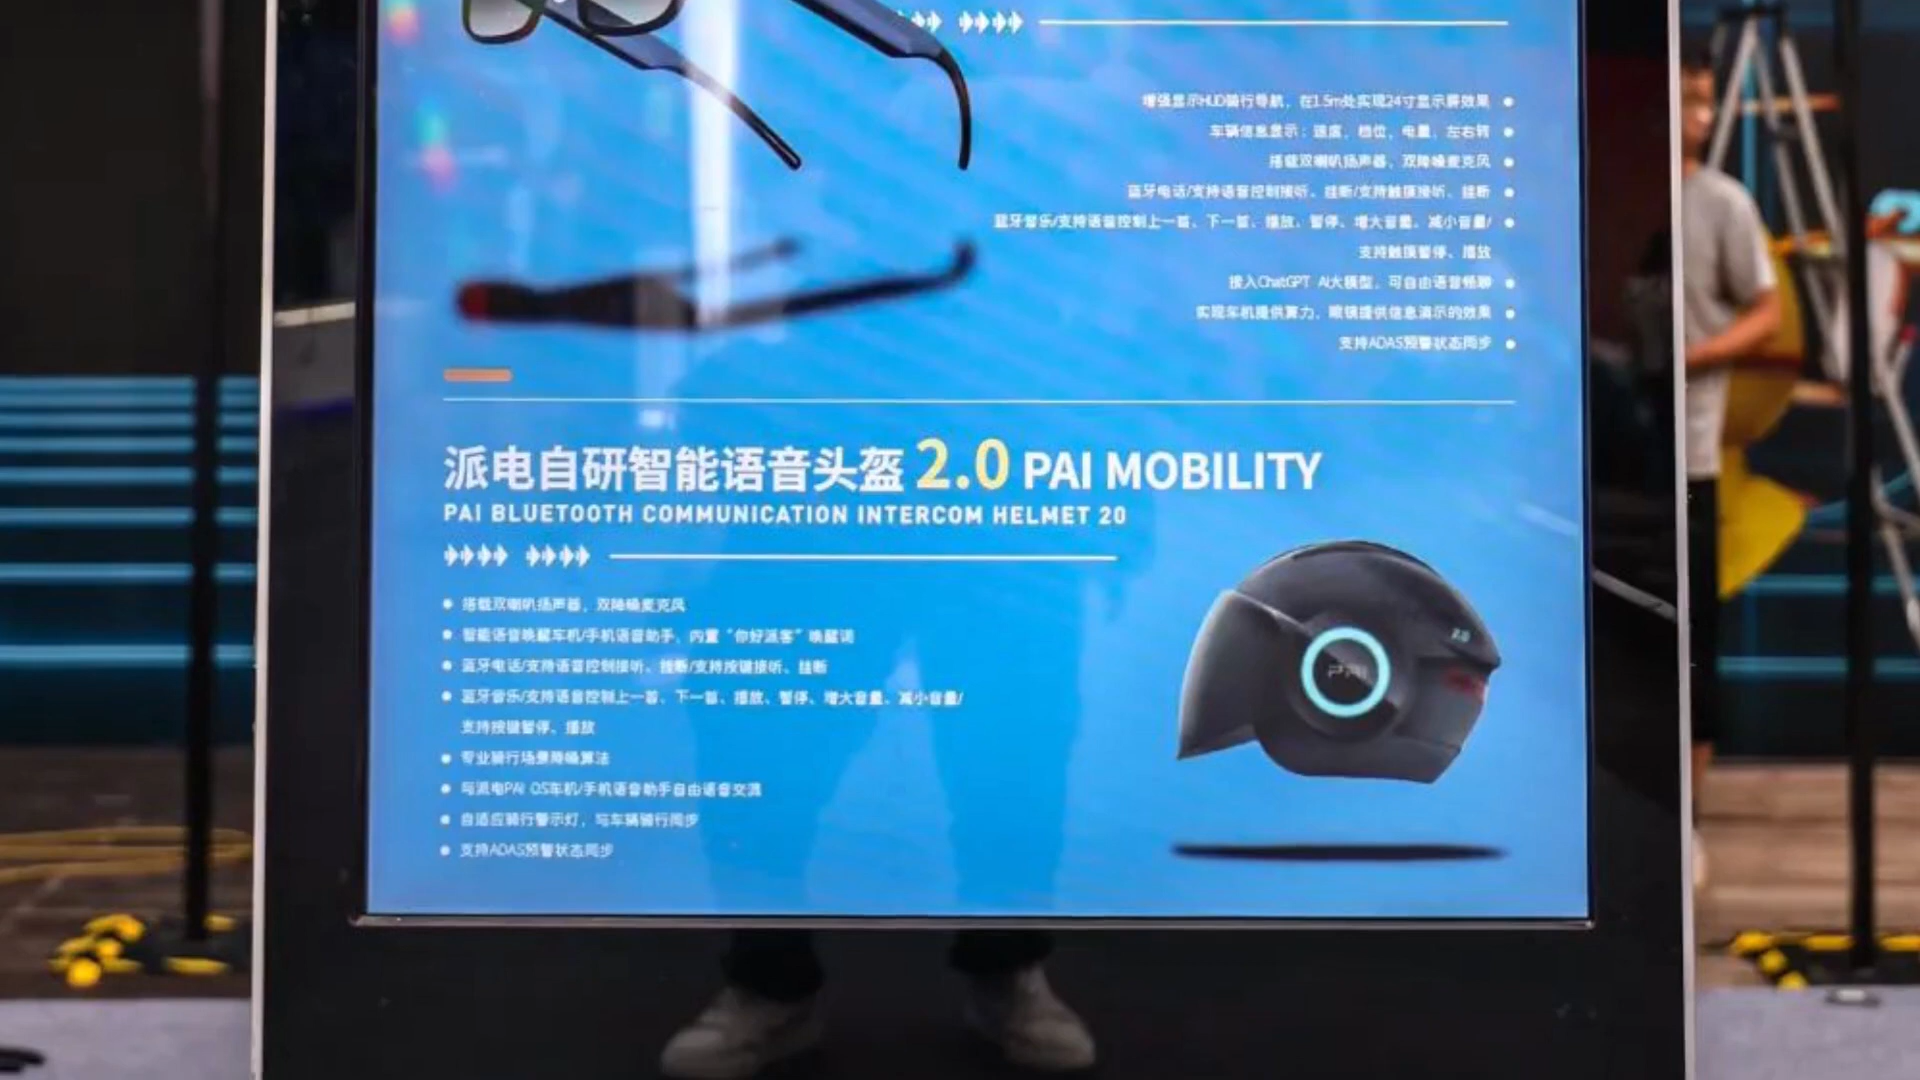 增强显示HUD骑行导航，在1.5m处实现24寸显示屏效果
车辆信息显示：速度、档位、电量、左右转
搭载双喇叭扬声器、双降噪麦克风
蓝牙电话/支持语音控制接听、挂断/支持触摸接听、挂断
蓝牙音乐/支持语音控制上一首、下一首、播放、暂停、增大音量、减小音量/
支持触摸暂停、播放
接入ChatGPT AI大模型，可自由语音畅聊
实现车机提供算力，眼镜提供信息演示的效果
支持ADAS预警状态同步
派电自研智能语音头盔 2.0 PAI MOBILITY
PAI BLUETOOTH COMMUNICATION INTERCOM HELMET 20
搭载双喇叭扬声器，双降噪麦克风
智能语音唤醒车机/手机语音助手、内置“你好派客”唤醒词
蓝牙电话/支持语音控制接听、挂断/支持按键接听、挂断
蓝牙音乐/支持语音控制上一首、下一首、播放、暂停、增大音量、减小音量/
支持按键暂停、播放
专业骑行场景降噪算法
与派电PAI OS车机/手机语音助手自由语音交流
自适应骑行警示灯，与车辆骑行同步
支持ADAS预警状态同步
2.0
PAI